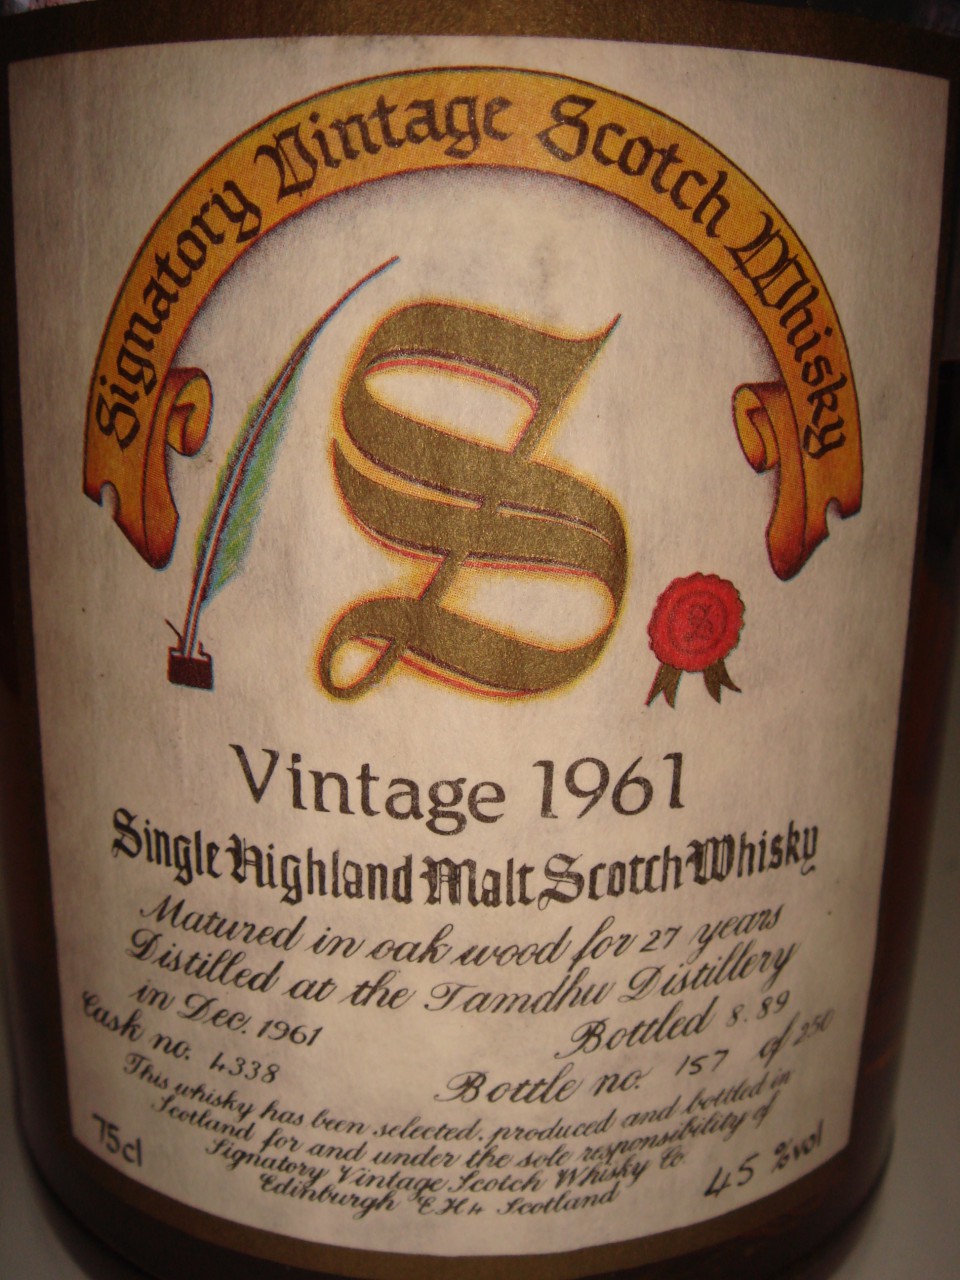 Signatory Vintage Scotch Whisky
S
S
Vintage 1961
Single Highland Malt Scotch Whisky
Matured in oak wood for 27 years
Distilled at the Tamdhu Distillery
in Dec. 1961 Bottled 8.89
Cask no. 4338 Bottle no. 157 of 250
This whisky has been selected, produced and bottled in
Scotland for and under the sole responsibility of
Signatory Vintage Scotch Whisky Co.
Edinburgh EH4 Scotland
75cl 45 %vol